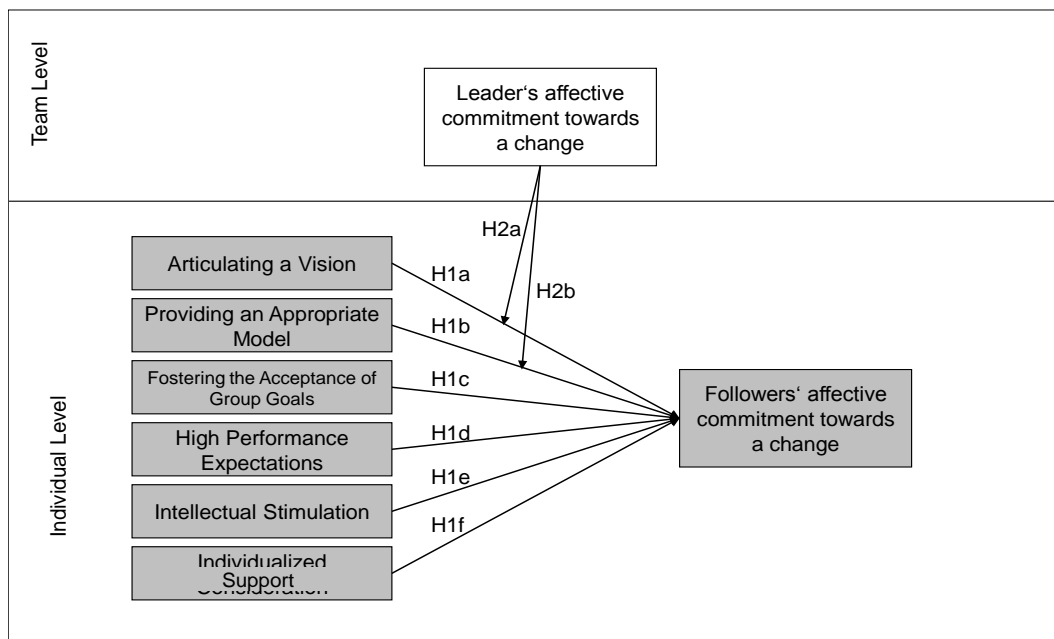 Team Level
Leader‘s affective
commitment towards
a change
H2a
H2b
Individual Level
Articulating a Vision
H1a
Providing an Appropriate
Model
H1b
Fostering the Acceptance of
Group Goals
H1c
High Performance
Expectations
H1d
Intellectual Stimulation
H1e
Individualized
Support
Consideration
H1f
Followers‘ affective
commitment towards
a change